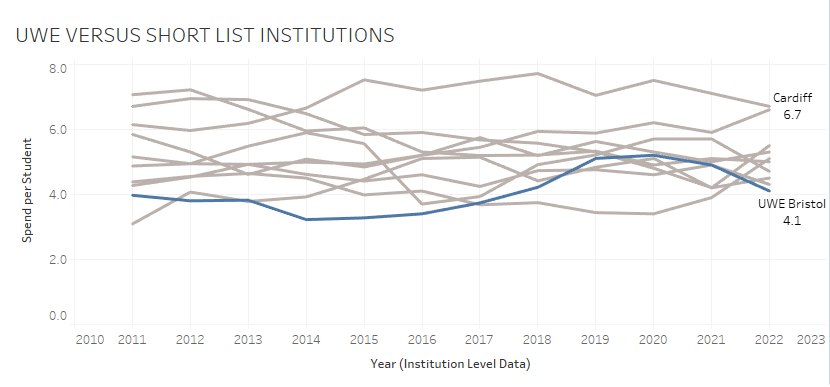 UWE VERSUS SHORT LIST INSTITUTIONS
8.0
Cardiff
6.7
6.0
Spend per Student
4.0
UWE Bristol
4.1
2.0
0.0
2010 2011 2012 2013 2014 2015 2016 2017 2018 2019 2020 2021 2022 2023
Year (Institution Level Data)